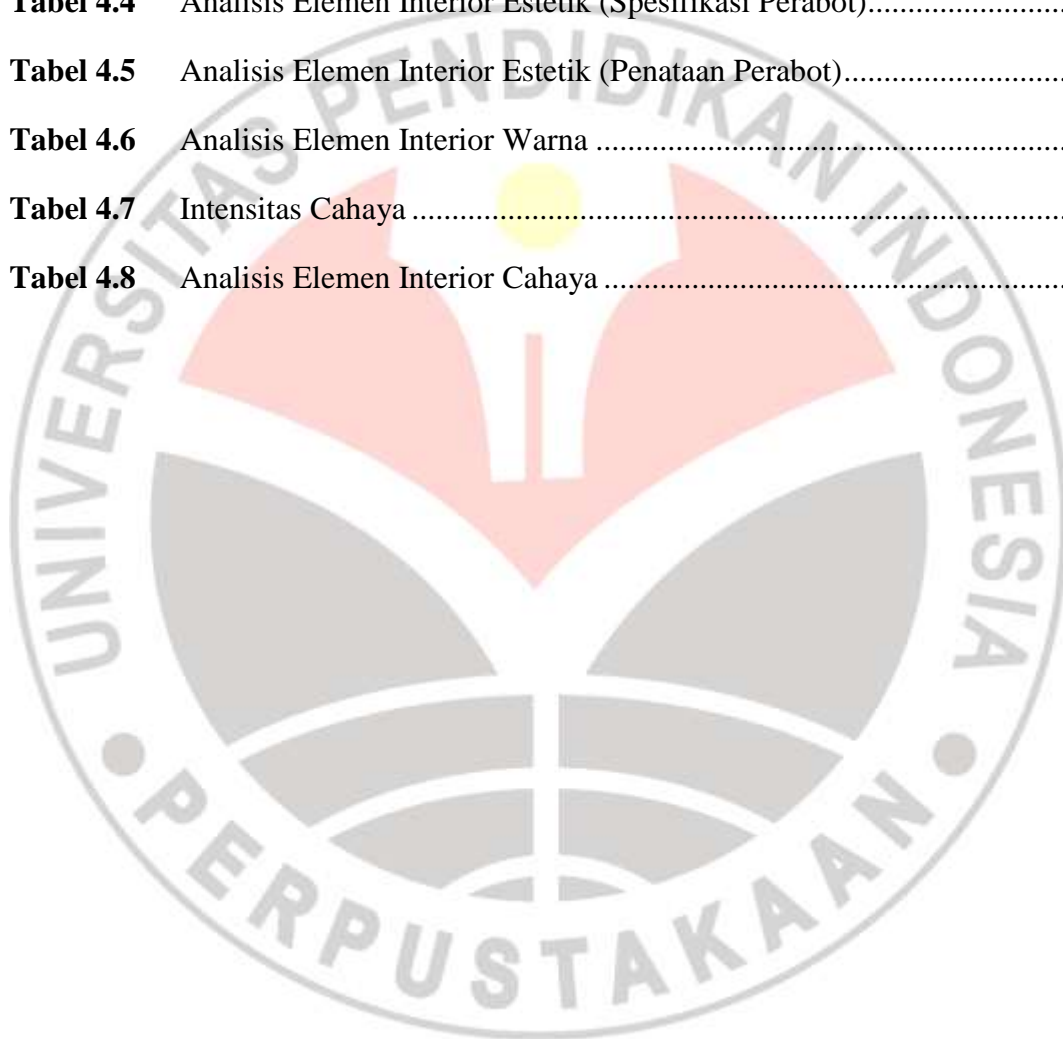 Tabel 4.4 Analisis Elemen Interior Estetik (Spesifikasi Perabot)........................
Tabel 4.5 Analisis Elemen Interior Estetik (Penataan Perabot)...........................
Tabel 4.6 Analisis Elemen Interior Warna ............................................................
Tabel 4.7 Intensitas Cahaya ...................................................................................
Tabel 4.8 Analisis Elemen Interior Cahaya ...........................................................
UNIVERSITAS PENDIDIKAN INDONESIA
• PERPUSTAKAAN •